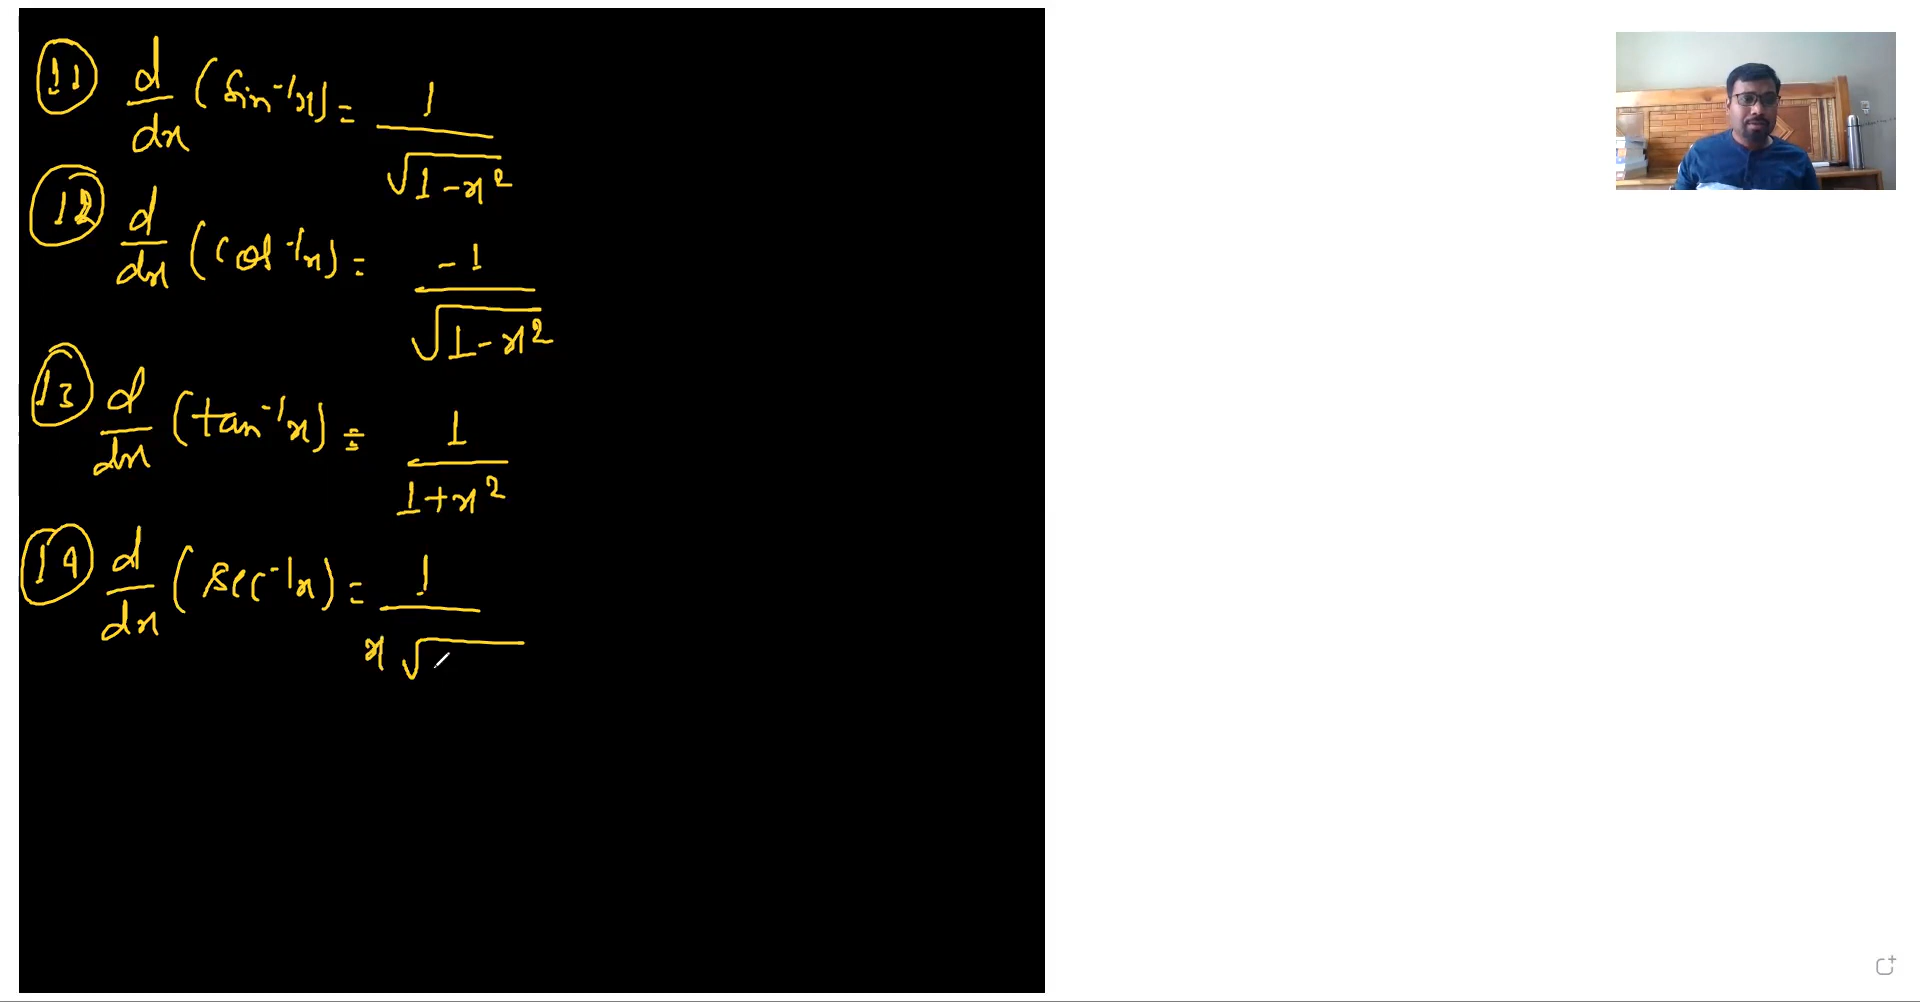 11 d/dx (sin⁻¹x) = 1/√(1-x²)
12 d/dx (cos⁻¹x) = -1/√(1-x²)
13 d/dx (tan⁻¹x) = 1/(1+x²)
14 d/dx (sec⁻¹x) = 1/x√